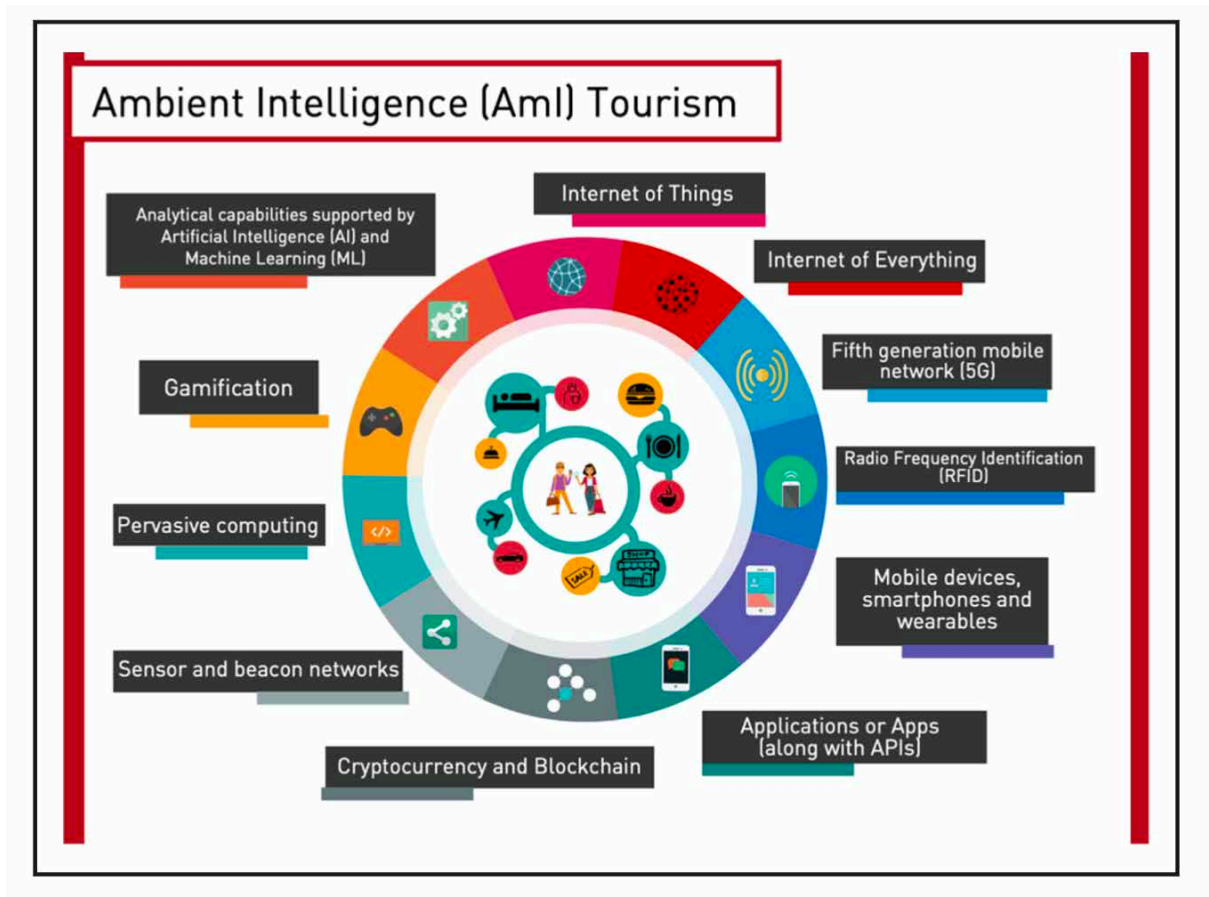 Ambient Intelligence (AmI) Tourism
Internet of Things
Internet of Everything
Fifth generation mobile
network (5G)
Radio Frequency Identification
(RFID)
Mobile devices,
smartphones and
wearables
Applications or Apps
(along with APIs)
Cryptocurrency and Blockchain
Sensor and beacon networks
Pervasive computing
Gamification
Analytical capabilities supported by
Artificial Intelligence (AI) and
Machine Learning (ML)
</>
SHOP
SALE